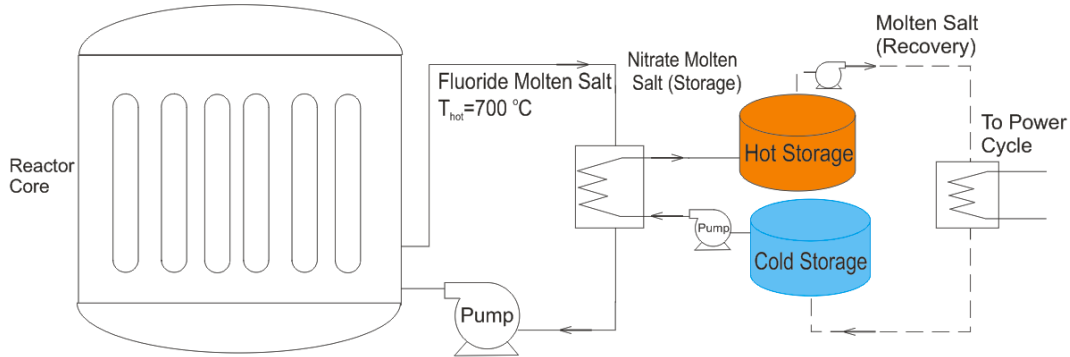 Reactor
Core
Fluoride Molten Salt
Thot=700 °C
Pump
Nitrate Molten
Salt (Storage)
Hot Storage
Pump
Cold Storage
Molten Salt
(Recovery)
To Power
Cycle